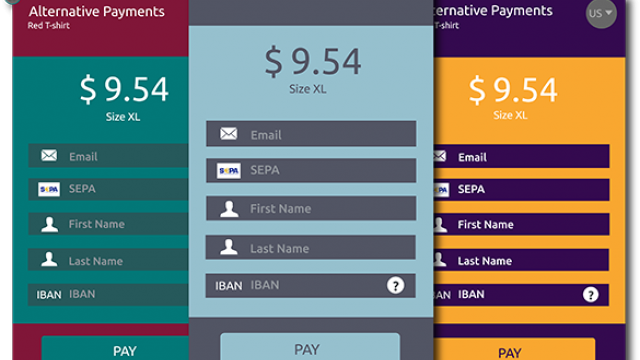 Alternative Payments
Red T-shirt
$ 9.54
Size XL
Email
SEPA SEPA
First Name
Last Name
IBAN IBAN
PAY
$ 9.54
Size XL
Email
SEPA SEPA
First Name
Last Name
IBAN IBAN ?
PAY
lternative Payments
T-shirt
US
$ 9.54
Size XL
Email
PA SEPA
First Name
Last Name
AN IBAN ?
PAY